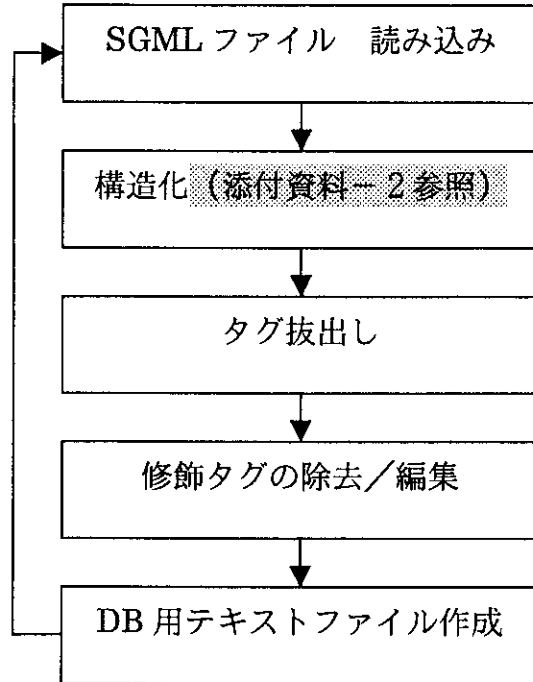 SGML ファイル　読み込み
構造化（添付資料－２参照）
タグ抜出し
修飾タグの除去／編集
DB 用テキストファイル作成